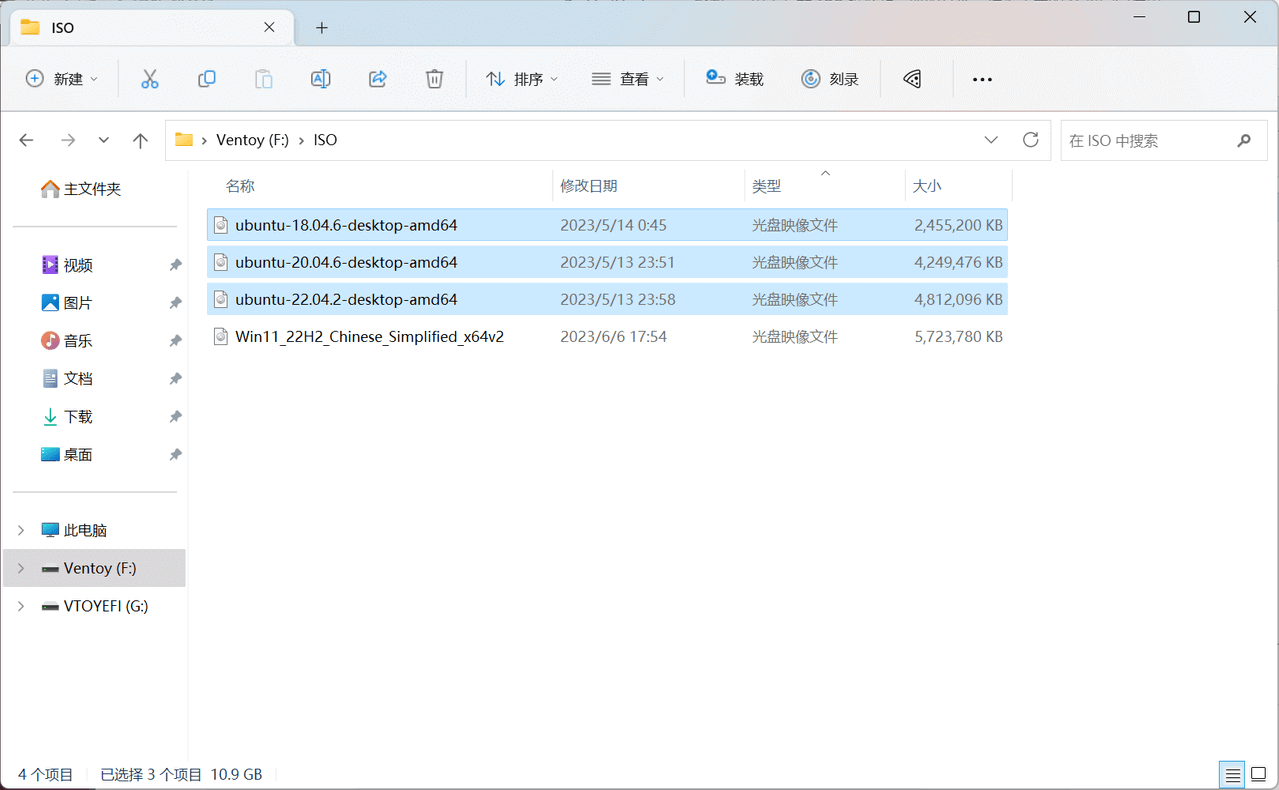 ISO
新建 排序 查看 装载 刻录
Ventoy (F:) ISO 在 ISO 中搜索
主文件夹
视频
图片
音乐
文档
下载
桌面
此电脑
Ventoy (F:)
VTOYEFI (G:)
名称 修改日期 类型 大小
ubuntu-18.04.6-desktop-amd64 2023/5/14 0:45 光盘映像文件 2,455,200 KB
ubuntu-20.04.6-desktop-amd64 2023/5/13 23:51 光盘映像文件 4,249,476 KB
ubuntu-22.04.2-desktop-amd64 2023/5/13 23:58 光盘映像文件 4,812,096 KB
Win11_22H2_Chinese_Simplified_x64v2 2023/6/6 17:54 光盘映像文件 5,723,780 KB
4 个项目 已选择 3 个项目 10.9 GB